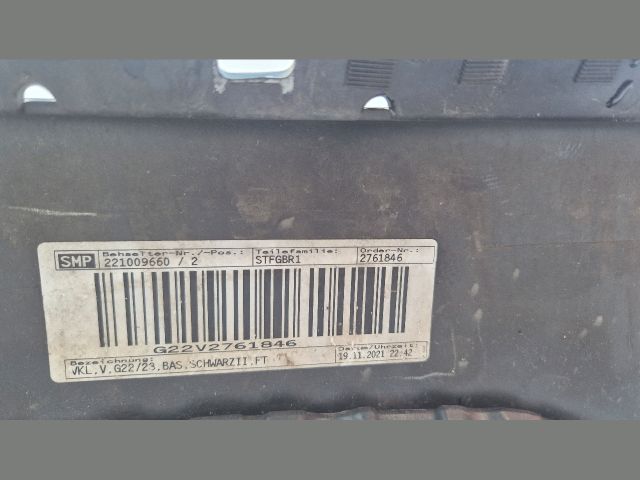 SMP Behaelter-Nr./-Pos.: Teilefamilie: Order-Nr.:
221009660 / 2 STFGBR1 2761846
G22V2761846
Bezeichnung: Datum/Uhrzeit:
VKL.V.G22/23.BAS.SCHWARZII.FT 19.11.2021 22:42